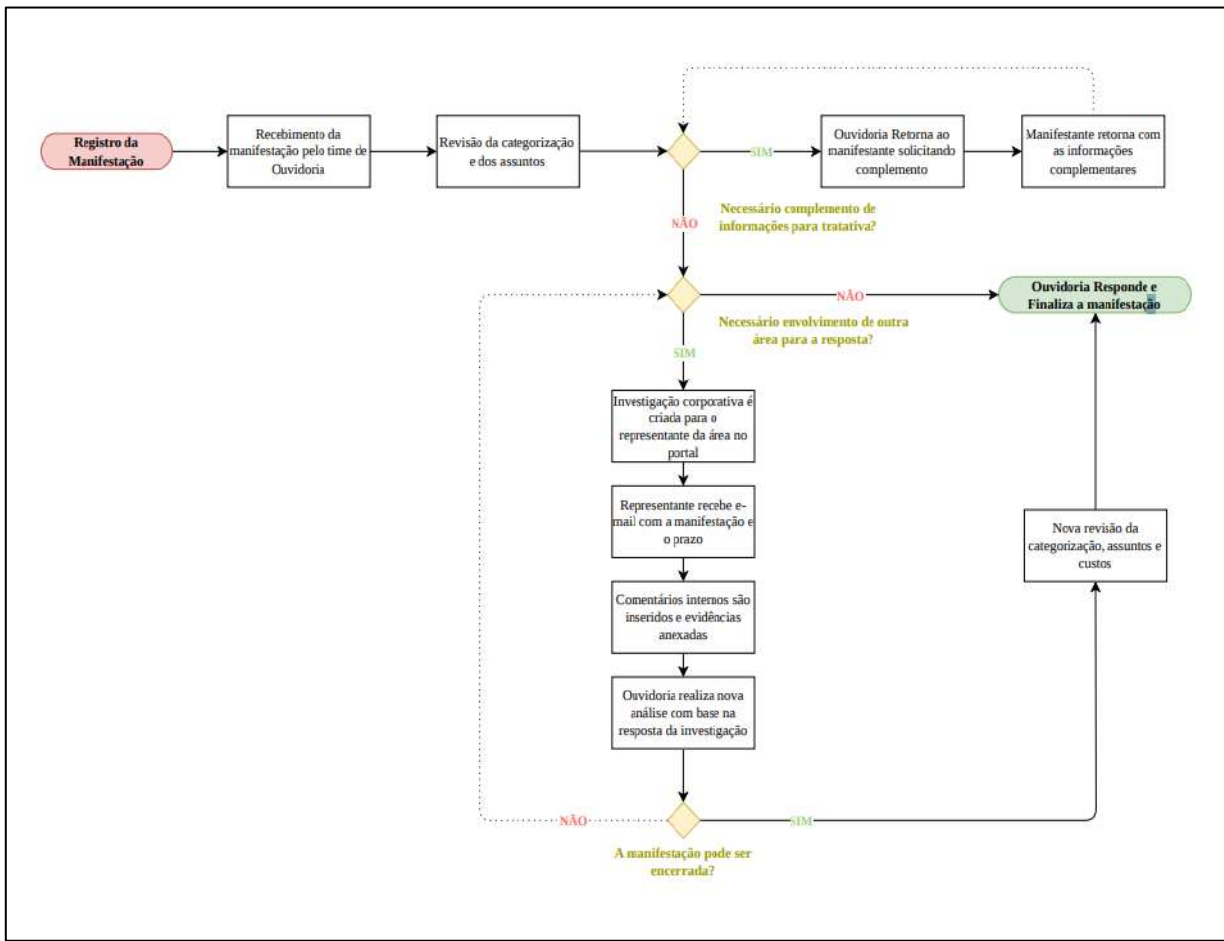 Registro da
Manifestação
Recebimento da
manifestação pelo time de
Ouvidoria
Revisão da categorização
e dos assuntos
SIM
Ouvidoria Retorna ao
manifestante solicitando
complemento
Manifestante retorna com
as informações
complementares
Necessário complemento de
informações para tratativa?
NÃO
NÃO
Ouvidoria Responde e
Finaliza a manifestação
Necessário envolvimento de outra
área para a resposta?
SIM
Investigação corporativa é
criada para o
representante da área no
portal
Representante recebe e-
mail com a manifestação e
o prazo
Comentários internos são
inseridos e evidências
anexadas
Ouvidoria realiza nova
análise com base na
resposta da investigação
Nova revisão da
categorização, assuntos e
custos
NÃO
SIM
A manifestação pode ser
encerrada?